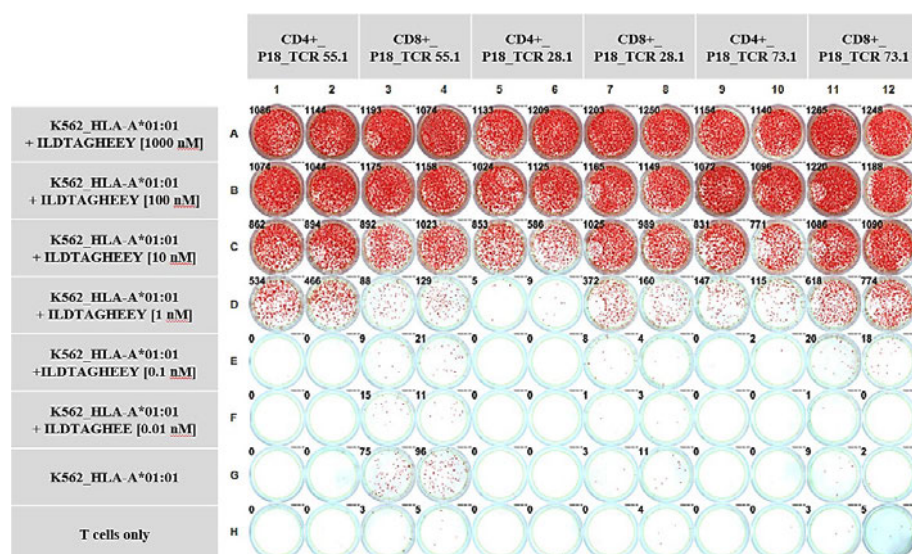 CD4+_ P18_TCR 55.1 CD8+_ P18_TCR 55.1 CD4+_ P18_TCR 28.1 CD8+_ P18_TCR 28.1 CD4+_ P18_TCR 73.1 CD8+_ P18_TCR 73.1
1 2 3 4 5 6 7 8 9 10 11 12
K562_HLA-A*01:01
+ ILDTAGHEEY [1000 nM]
A 1086 1144 1193 1074 1133 1209 1203 1250 1154 1140 1265 1248
K562_HLA-A*01:01
+ ILDTAGHEEY [100 nM]
B 1074 1044 1175 1158 1024 1125 1165 1149 1072 1096 1220 1188
K562_HLA-A*01:01
+ ILDTAGHEEY [10 nM]
C 862 894 892 1023 853 586 1025 989 831 771 1086 1090
K562_HLA-A*01:01
+ ILDTAGHEEY [1 nM]
D 534 466 88 129 5 9 372 160 147 115 618 774
K562_HLA-A*01:01
+ILDTAGHEEY [0.1 nM]
E 0 0 9 21 0 0 8 4 0 2 20 18
K562_HLA-A*01:01
+ ILDTAGHEE [0.01 nM]
F 0 0 15 11 0 0 1 3 0 0 1 0
K562_HLA-A*01:01
G 0 0 75 96 0 0 3 11 0 0 9 2
T cells only
H 0 0 3 5 0 0 0 4 0 0 3 5